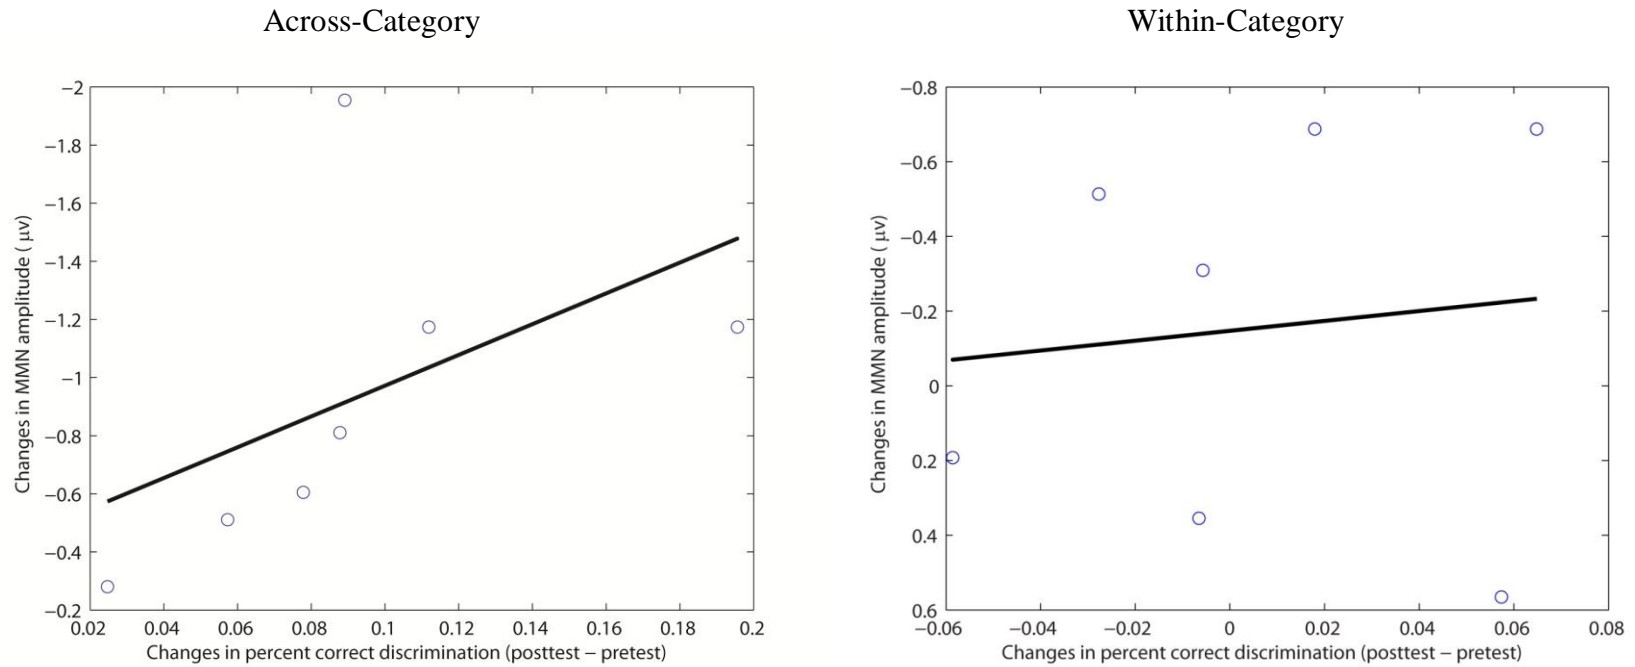 Across-Category
−2
−1.8
−1.6
−1.4
−1.2
−1
−0.8
−0.6
−0.4
−0.2
Changes in MMN amplitude ( μv)
0.02 0.04 0.06 0.08 0.1 0.12 0.14 0.16 0.18 0.2
Changes in percent correct discrimination (posttest − pretest)
Within-Category
−0.8
−0.6
−0.4
−0.2
0
0.2
0.4
0.6
Changes in MMN amplitude ( μv)
−0.06 −0.04 −0.02 0 0.02 0.04 0.06 0.08
Changes in percent correct discrimination (posttest − pretest)